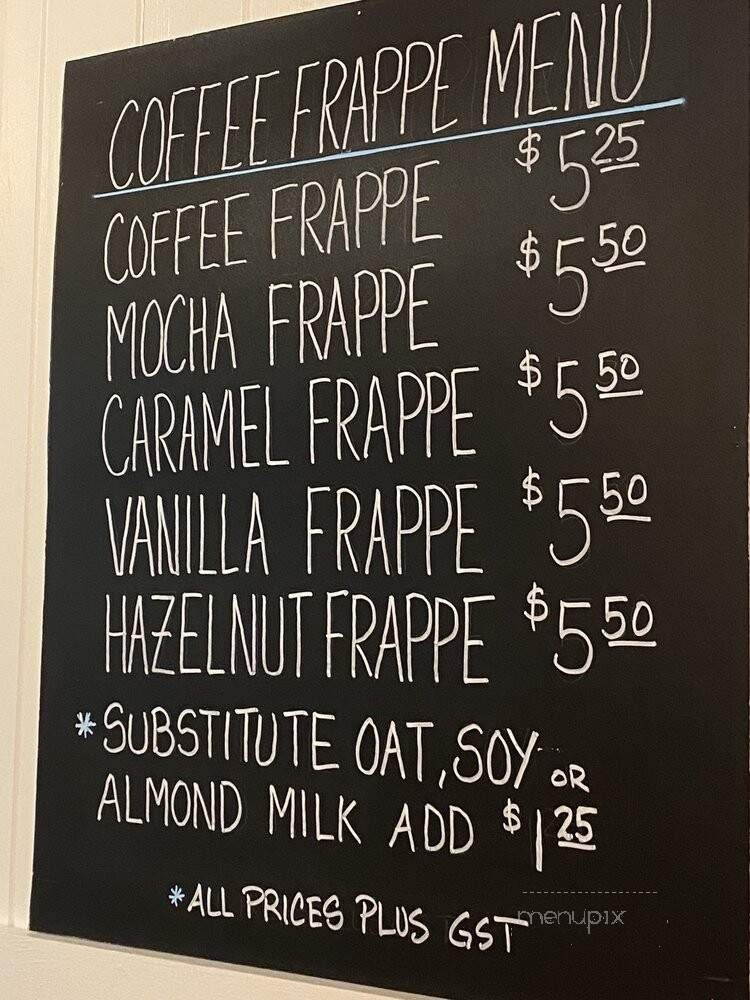 COFFEE FRAPPE MENU
COFFEE FRAPPE $5.25
MOCHA FRAPPE $5.50
CARAMEL FRAPPE $5.50
VANILLA FRAPPE $5.50
HAZELNUT FRAPPE $5.50
*SUBSTITUTE OAT, SOY OR
ALMOND MILK ADD $1.25
*ALL PRICES PLUS GST
menupix